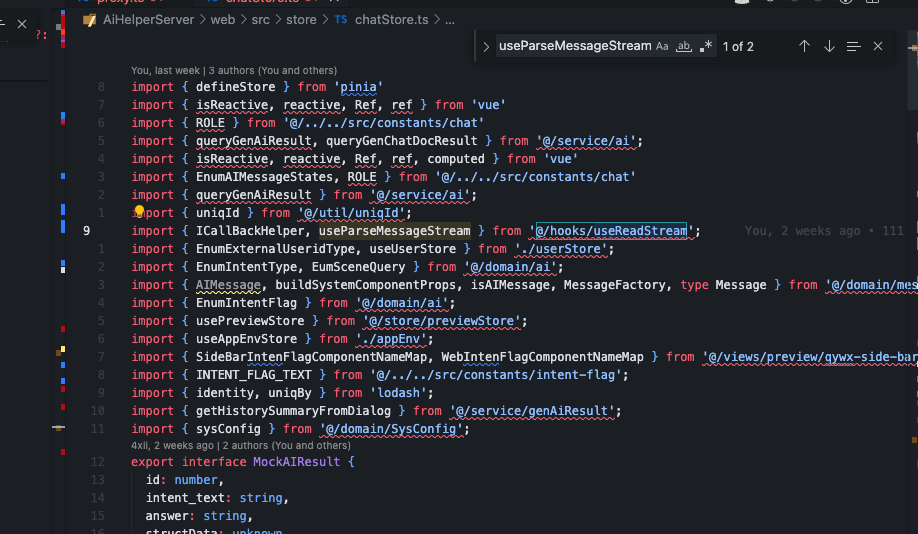 AiHelperServer > web > src > store > TS chatStore.ts > ...
?:
useParseMessageStream Aa ab .* 1 of 2
You, last week | 3 authors (You and others)
8 import { defineStore } from 'pinia'
7 import { isReactive, reactive, Ref, ref } from 'vue'
6 import { ROLE } from '@/../../src/constants/chat'
5 import { queryGenAiResult, queryGenChatDocResult } from '@/service/ai';
4 import { isReactive, reactive, Ref, ref, computed } from 'vue'
3 import { EnumAIMessageStates, ROLE } from '@/../../src/constants/chat'
2 import { queryGenAiResult } from '@/service/ai';
1 import { uniqId } from '@/util/uniqId';
9 import { ICallBackHelper, useParseMessageStream } from '@/hooks/useReadStream'; You, 2 weeks ago • 111
1 import { EnumExternalUseridType, useUserStore } from './userStore';
2 import { EnumIntentType, EumSceneQuery } from '@/domain/ai';
3 import { AIMessage, buildSystemComponentProps, isAIMessage, MessageFactory, type Message } from '@/domain/mes
4 import { EnumIntentFlag } from '@/domain/ai';
5 import { usePreviewStore } from '@/store/previewStore';
6 import { useAppEnvStore } from './appEnv';
7 import { SideBarIntenFlagComponentNameMap, WebIntenFlagComponentNameMap } from '@/views/preview/qywx-side-bar
8 import { INTENT_FLAG_TEXT } from '@/../../src/constants/intent-flag';
9 import { identity, uniqBy } from 'lodash';
10 import { getHistorySummaryFromDialog } from '@/service/genAiResult';
11 import { sysConfig } from '@/domain/SysConfig';
4xii, 2 weeks ago | 2 authors (You and others)
12 export interface MockAIResult {
13 id: number,
14 intent_text: string,
15 answer: string,
16 structData: unknown